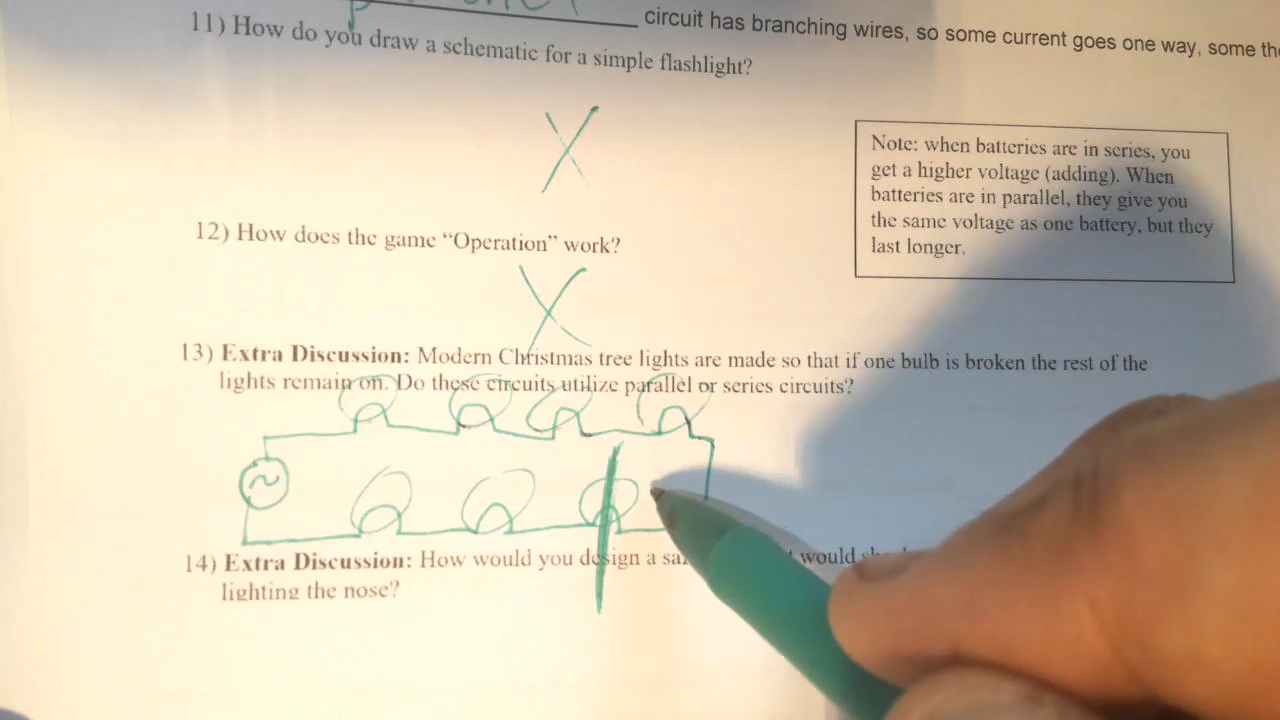 circuit has branching wires, so some current goes one way, some
11) How do you draw a schematic for a simple flashlight?
X
Note: when batteries are in series, you
get a higher voltage (adding). When
batteries are in parallel, they give you
the same voltage as one battery, but they
last longer.
12) How does the game “Operation” work?
X
13) Extra Discussion: Modern Christmas tree lights are made so that if one bulb is broken the rest of the
lights remain on. Do these circuits utilize parallel or series circuits?
14) Extra Discussion: How would you design a would
lighting the nose?